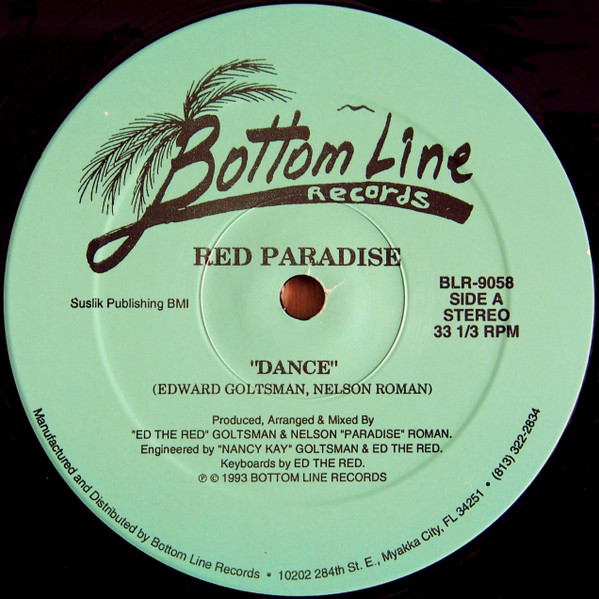 Bottom Line
Records
RED PARADISE
Suslik Publishing BMI
BLR-9058
SIDE A
STEREO
33 1/3 RPM
"DANCE"
(EDWARD GOLTSMAN, NELSON ROMAN)
Produced, Arranged & Mixed By
"ED THE RED" GOLTSMAN & NELSON "PARADISE" ROMAN.
Engineered by "NANCY KAY" GOLTSMAN & ED THE RED.
Keyboards by ED THE RED.
℗ © 1993 BOTTOM LINE RECORDS
Manufactured and Distributed by Bottom Line Records • 10202 284th St. E., Myakka City, FL 34251 • (813) 322-2834